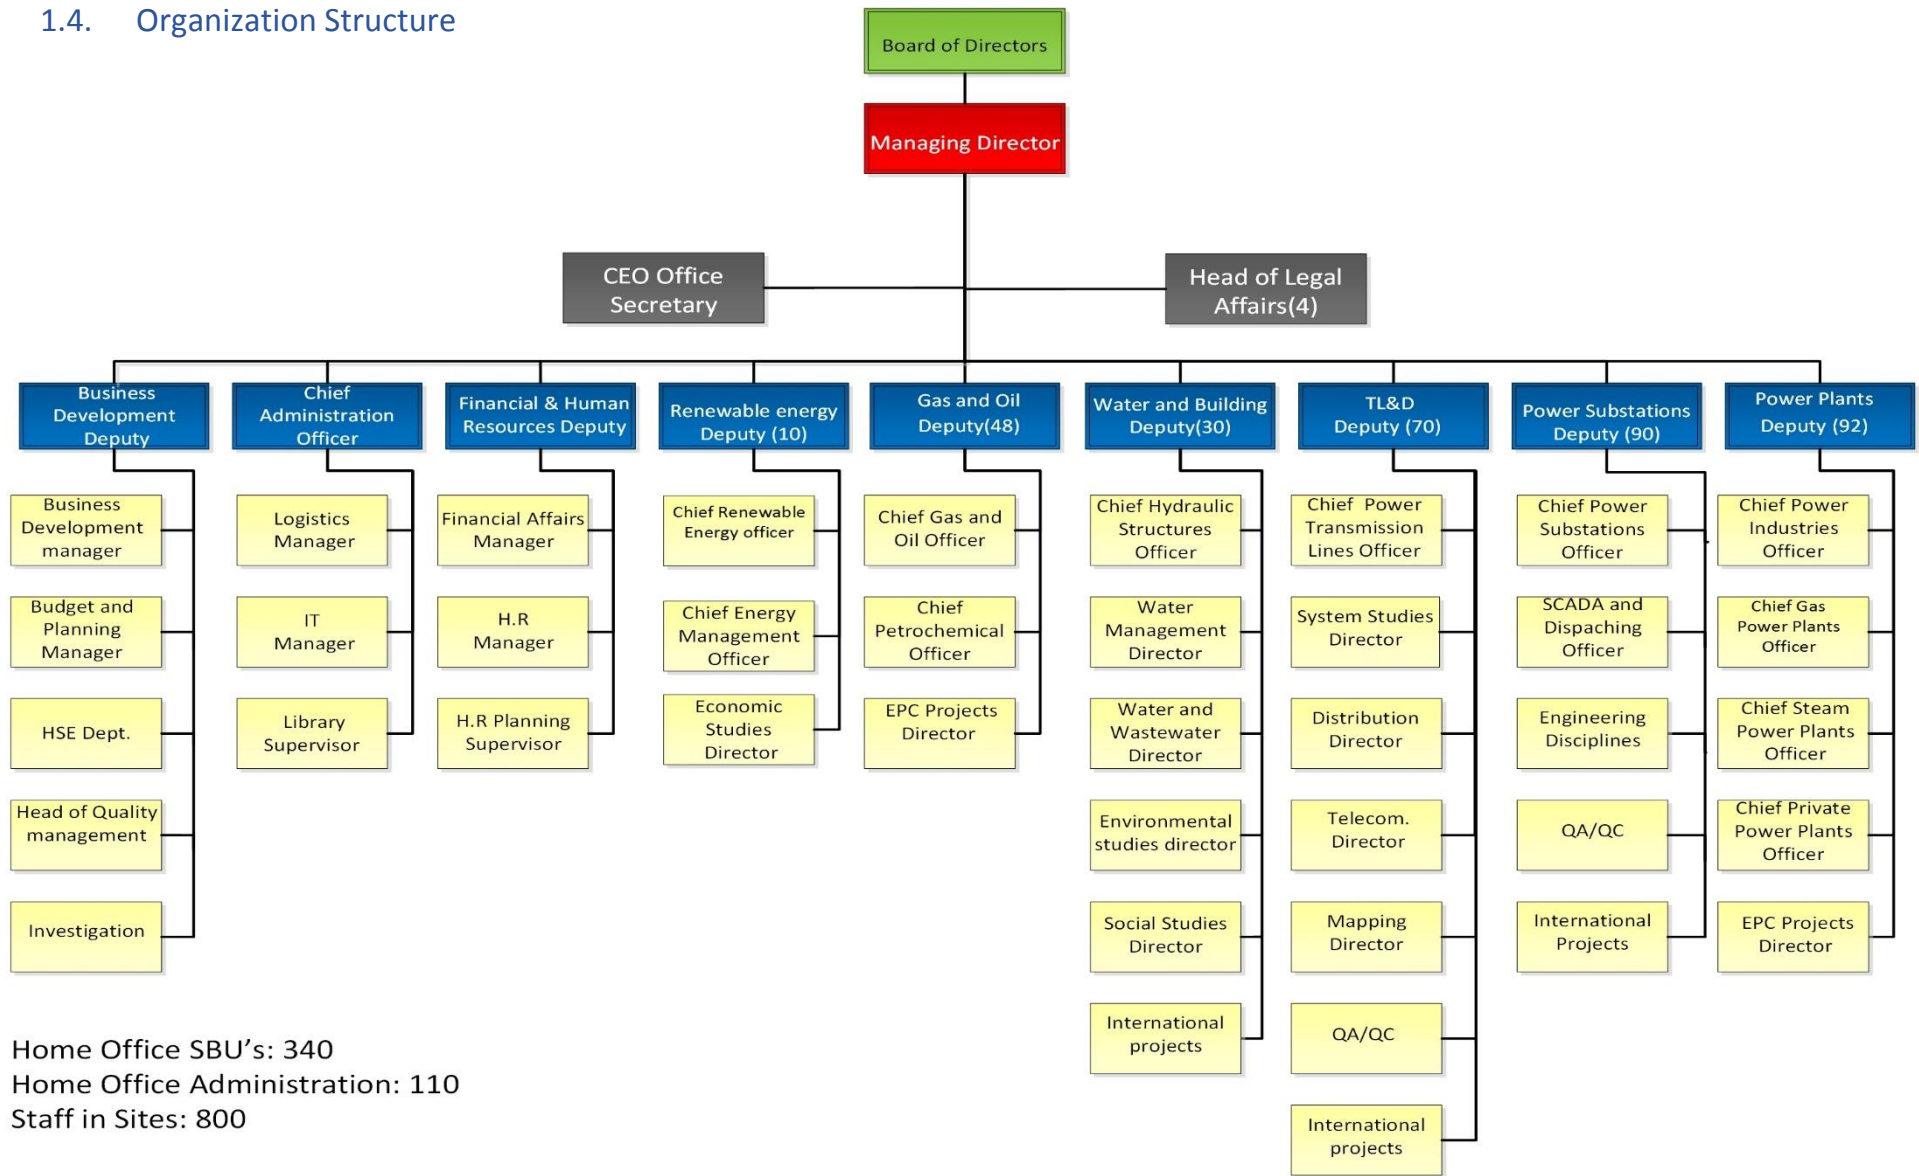 1.4. Organization Structure
Board of Directors
Managing Director
CEO Office
Secretary
Head of Legal
Affairs(4)
Business
Development
Deputy
Chief
Administration
Officer
Financial & Human
Resources Deputy
Renewable energy
Deputy (10)
Gas and Oil
Deputy(48)
Water and Building
Deputy(30)
TL&D
Deputy (70)
Power Substations
Deputy (90)
Power Plants
Deputy (92)
Business
Development
manager
Budget and
Planning
Manager
HSE Dept.
Head of Quality
management
Investigation
Logistics
Manager
IT
Manager
Library
Supervisor
Financial Affairs
Manager
H.R
Manager
H.R Planning
Supervisor
Chief Renewable
Energy officer
Chief Energy
Management
Officer
Economic
Studies
Director
Chief Gas and
Oil Officer
Chief
Petrochemical
Officer
EPC Projects
Director
Chief Hydraulic
Structures
Officer
Water
Management
Director
Water and
Wastewater
Director
Environmental
studies director
Social Studies
Director
International
projects
Chief Power
Transmission
Lines Officer
System Studies
Director
Distribution
Director
Telecom.
Director
Mapping
Director
QA/QC
International
projects
Chief Power
Substations
Officer
SCADA and
Dispaching
Officer
Engineering
Disciplines
QA/QC
International
Projects
Chief Power
Industries
Officer
Chief Gas
Power Plants
Officer
Chief Steam
Power Plants
Officer
Chief Private
Power Plants
Officer
EPC Projects
Director
Home Office SBU’s: 340
Home Office Administration: 110
Staff in Sites: 800